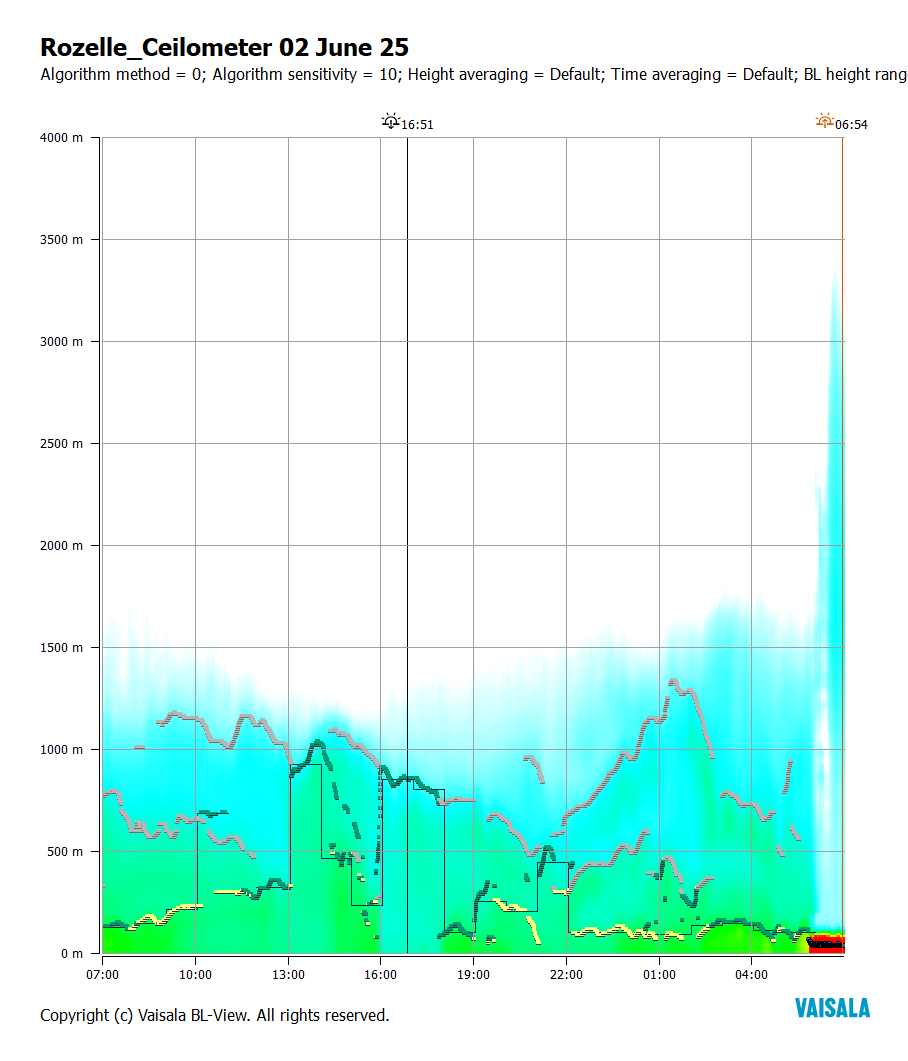 Rozelle_Ceilometer 02 June 25
Algorithm method = 0; Algorithm sensitivity = 10; Height averaging = Default; Time averaging = Default; BL height rang
16:51 06:54
4000 m
3500 m
3000 m
2500 m
2000 m
1500 m
1000 m
500 m
0 m
07:00 10:00 13:00 16:00 19:00 22:00 01:00 04:00
Copyright (c) Vaisala BL-View. All rights reserved.
VAISALA